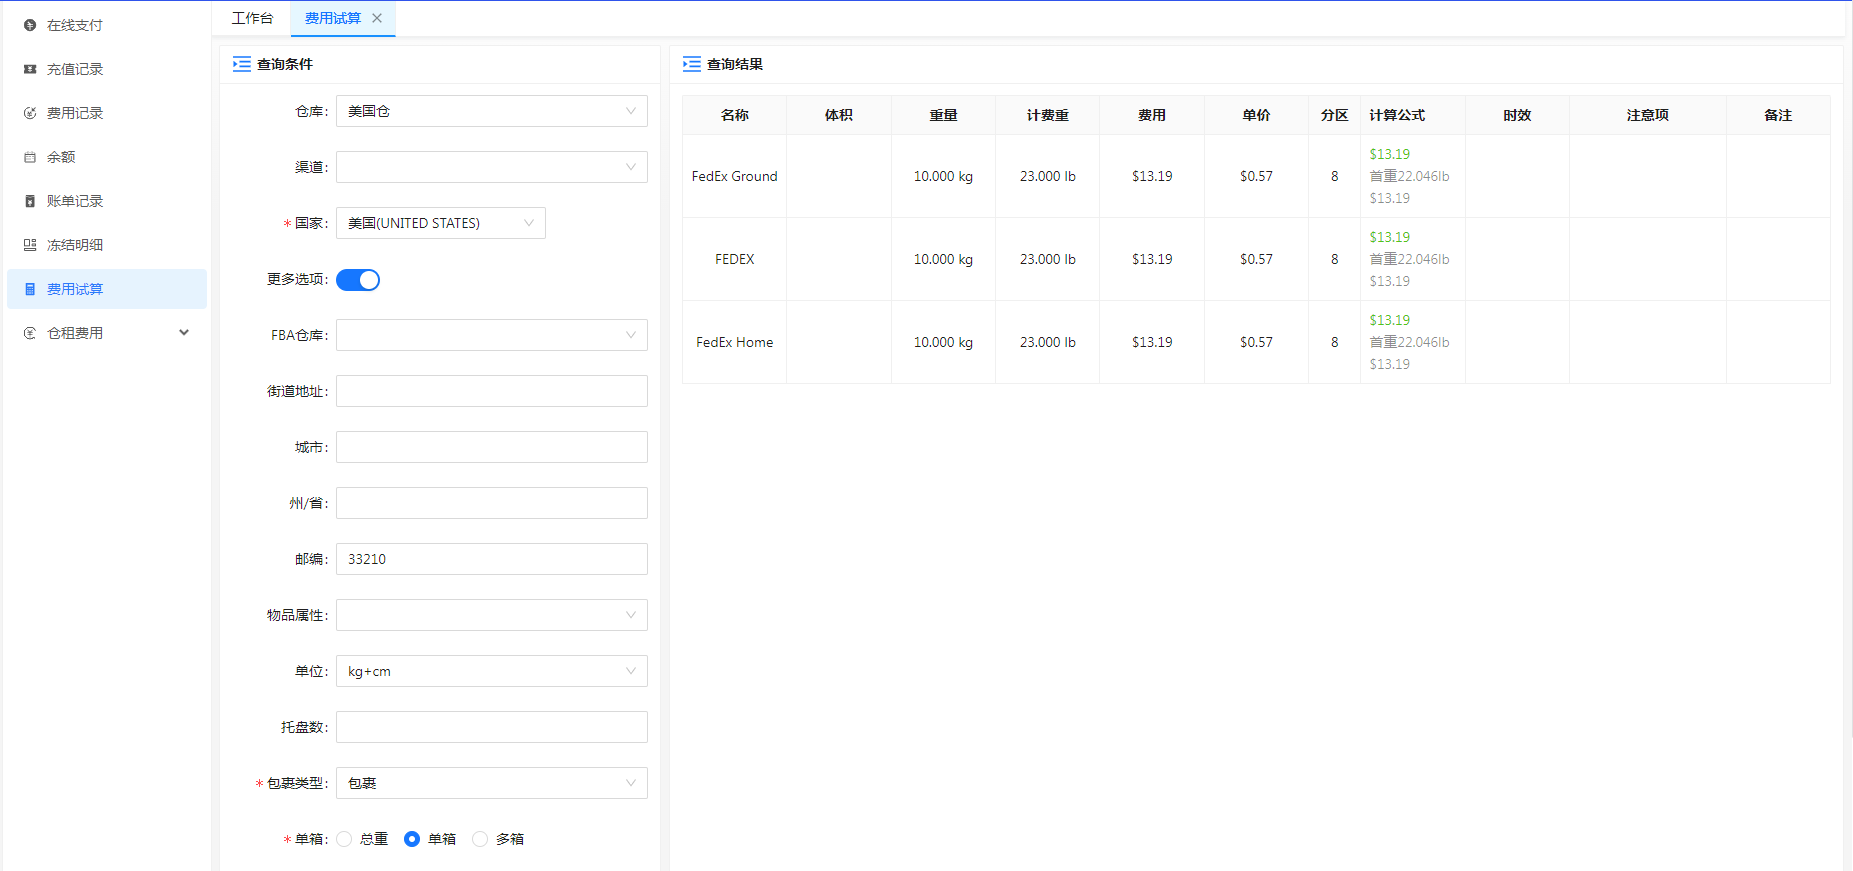 在线支付
充值记录
费用记录
余额
账单记录
冻结明细
费用试算
仓租费用
工作台
费用试算
查询条件
仓库: 美国仓
渠道:
* 国家: 美国(UNITED STATES)
更多选项:
FBA仓库:
街道地址:
城市:
州/省:
邮编: 33210
物品属性:
单位: kg+cm
托盘数:
* 包裹类型: 包裹
* 单箱: 总重 单箱 多箱
查询结果
名称 体积 重量 计费重 费用 单价 分区 计算公式 时效 注意项 备注
FedEx Ground 10.000 kg 23.000 lb $13.19 $0.57 8 $13.19
首重22.046lb
$13.19
FEDEX 10.000 kg 23.000 lb $13.19 $0.57 8 $13.19
首重22.046lb
$13.19
FedEx Home 10.000 kg 23.000 lb $13.19 $0.57 8 $13.19
首重22.046lb
$13.19